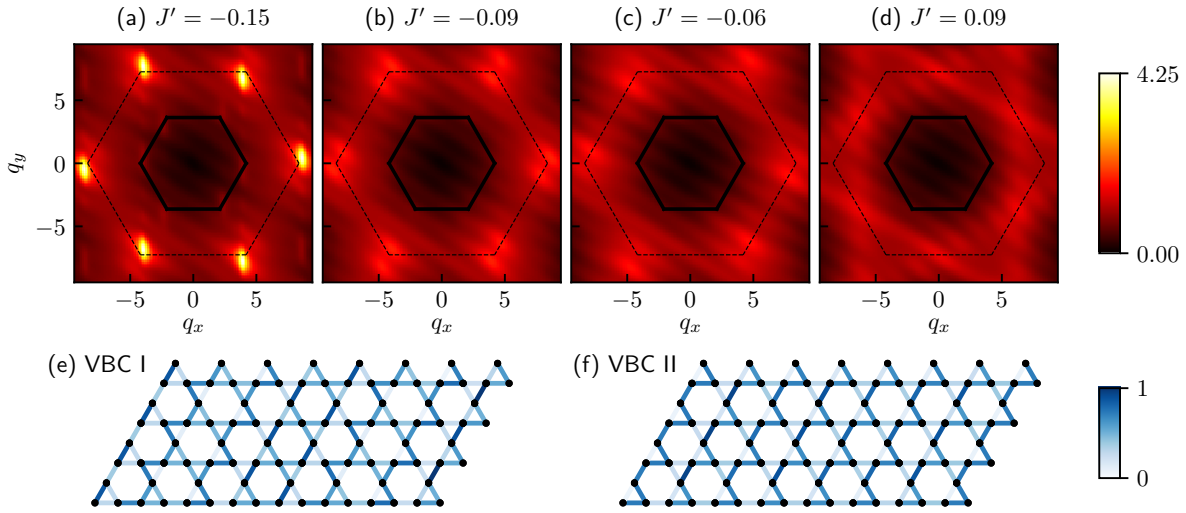 (a) J′ = −0.15
(b) J′ = −0.09
(c) J′ = −0.06
(d) J′ = 0.09
5
0
−5
q_y
−5 0 5
q_x
−5 0 5
q_x
−5 0 5
q_x
−5 0 5
q_x
4.25
0.00
(e) VBC I
(f) VBC II
1
0